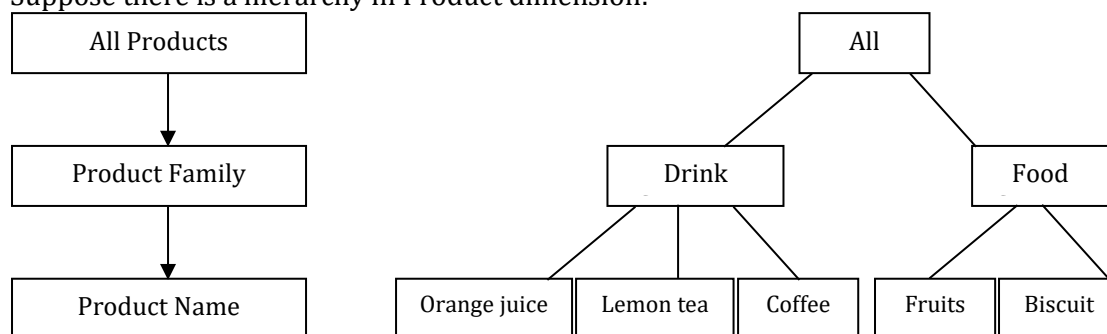 Suppose there is a hierarchy in Product dimension.
All Products
All
Product Family
Drink
Food
Product Name
Orange juice
Lemon tea
Coffee
Fruits
Biscuit